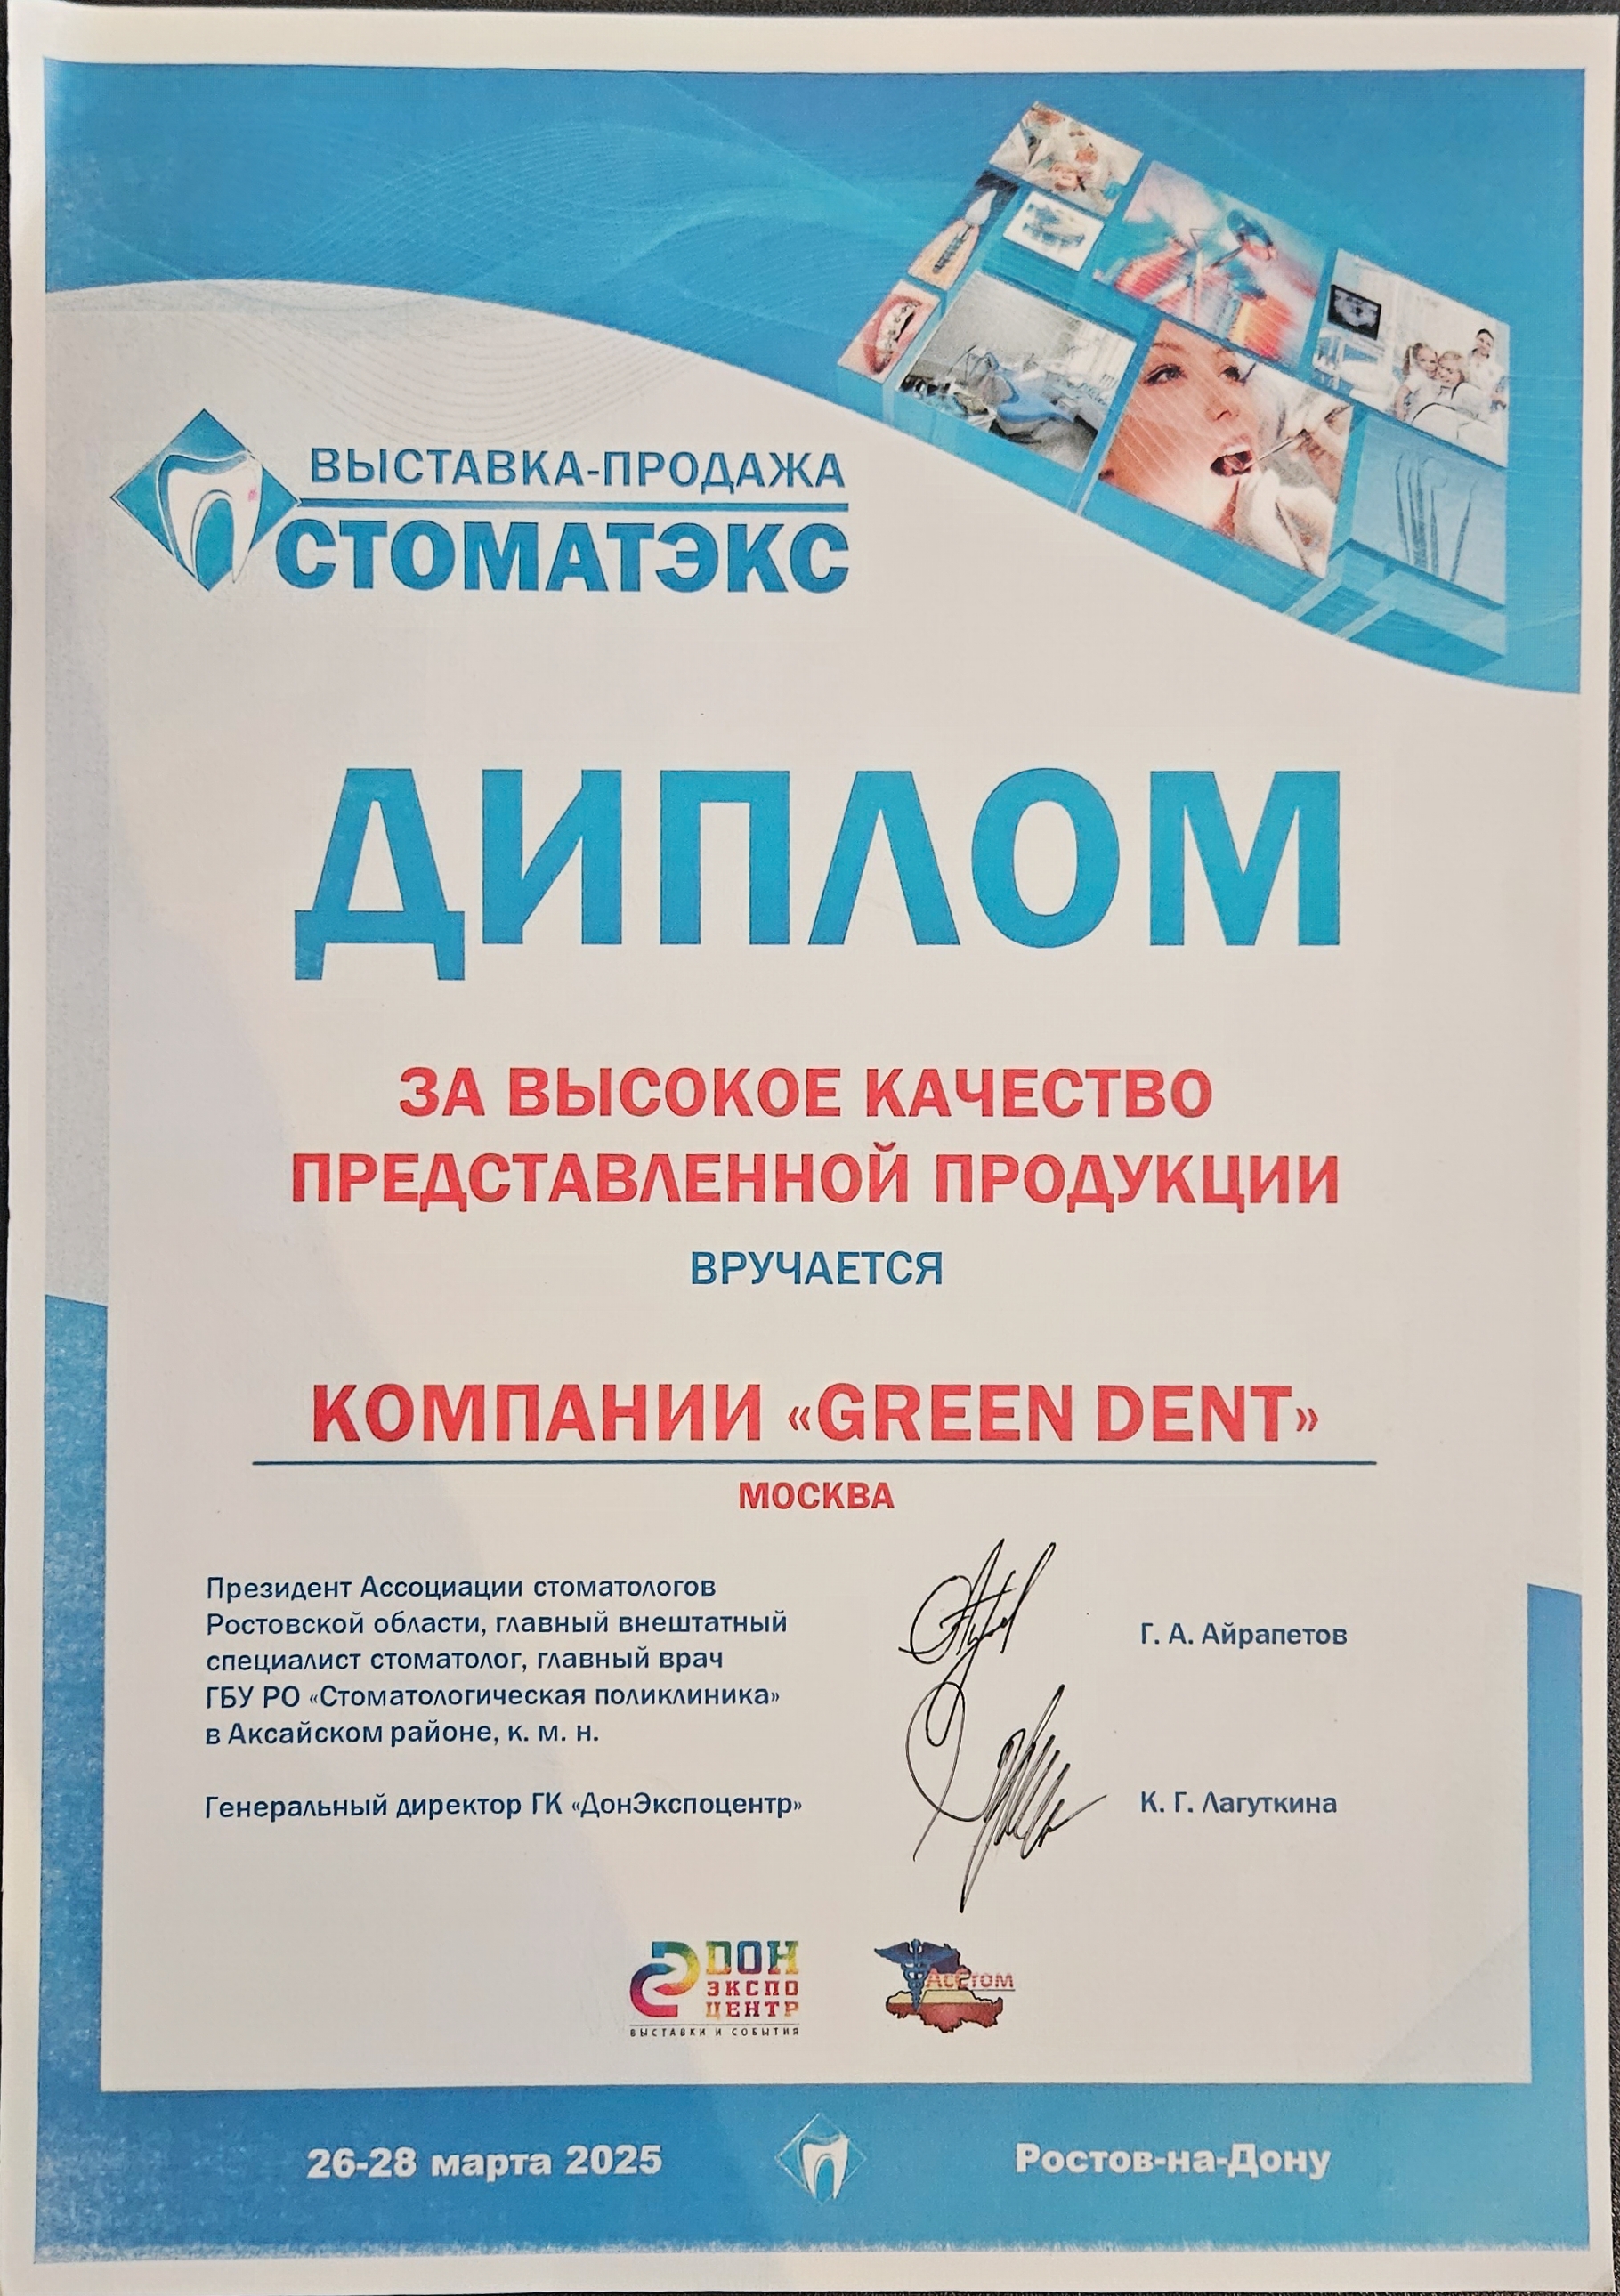 ВЫСТАВКА-ПРОДАЖА
СТОМАТЭКС
ДИПЛОМ
ЗА ВЫСОКОЕ КАЧЕСТВО
ПРЕДСТАВЛЕННОЙ ПРОДУКЦИИ
ВРУЧАЕТСЯ
КОМПАНИИ «GREEN DENT»
МОСКВА
Президент Ассоциации стоматологов
Ростовской области, главный внештатный
специалист стоматолог, главный врач
ГБУ РО «Стоматологическая поликлиника»
в Аксайском районе, к. м. н.
Г. А. Айрапетов
Генеральный директор ГК «ДонЭкспоцентр»
К. Г. Лагуткина
ДОН
ЭКСПО
ЦЕНТР
ВЫСТАВКИ И СОБЫТИЯ
АсСтом
26-28 марта 2025
Ростов-на-Дону